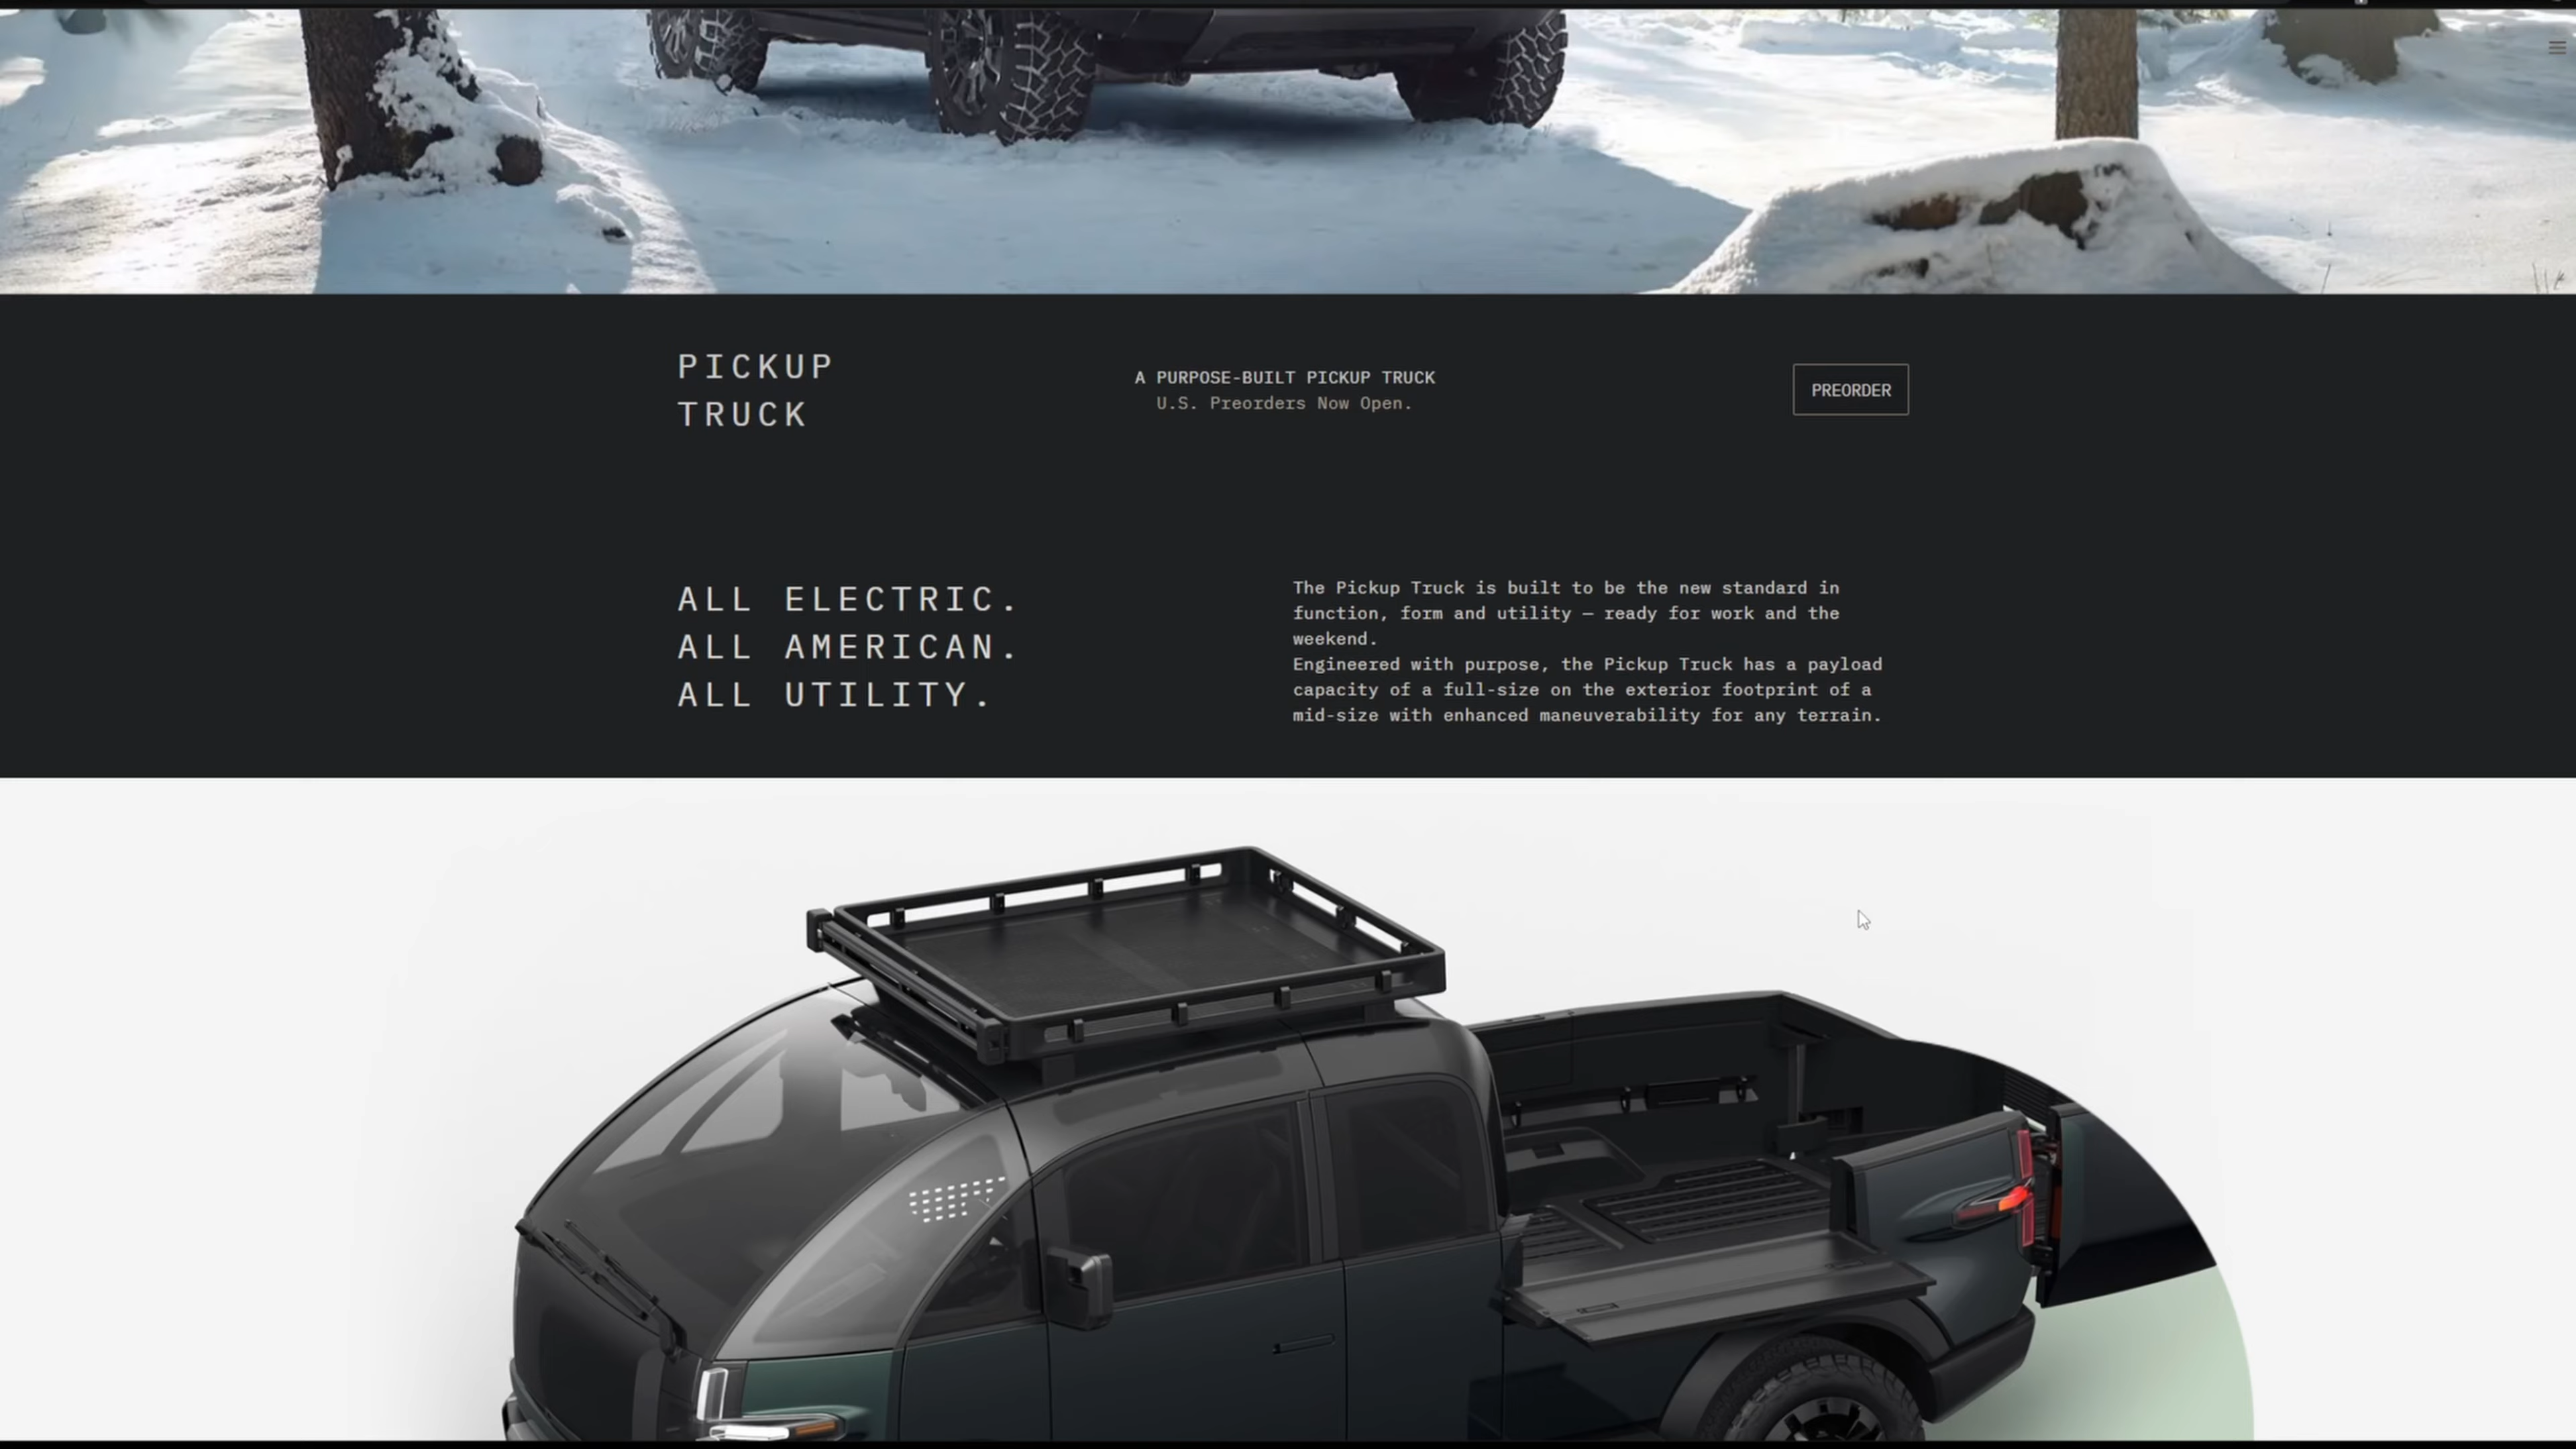 PICKUP
TRUCK
A PURPOSE-BUILT PICKUP TRUCK
U.S. Preorders Now Open.
PREORDER
ALL ELECTRIC.
ALL AMERICAN.
ALL UTILITY.
The Pickup Truck is built to be the new standard in
function, form and utility — ready for work and the
weekend.
Engineered with purpose, the Pickup Truck has a payload
capacity of a full-size on the exterior footprint of a
mid-size with enhanced maneuverability for any terrain.